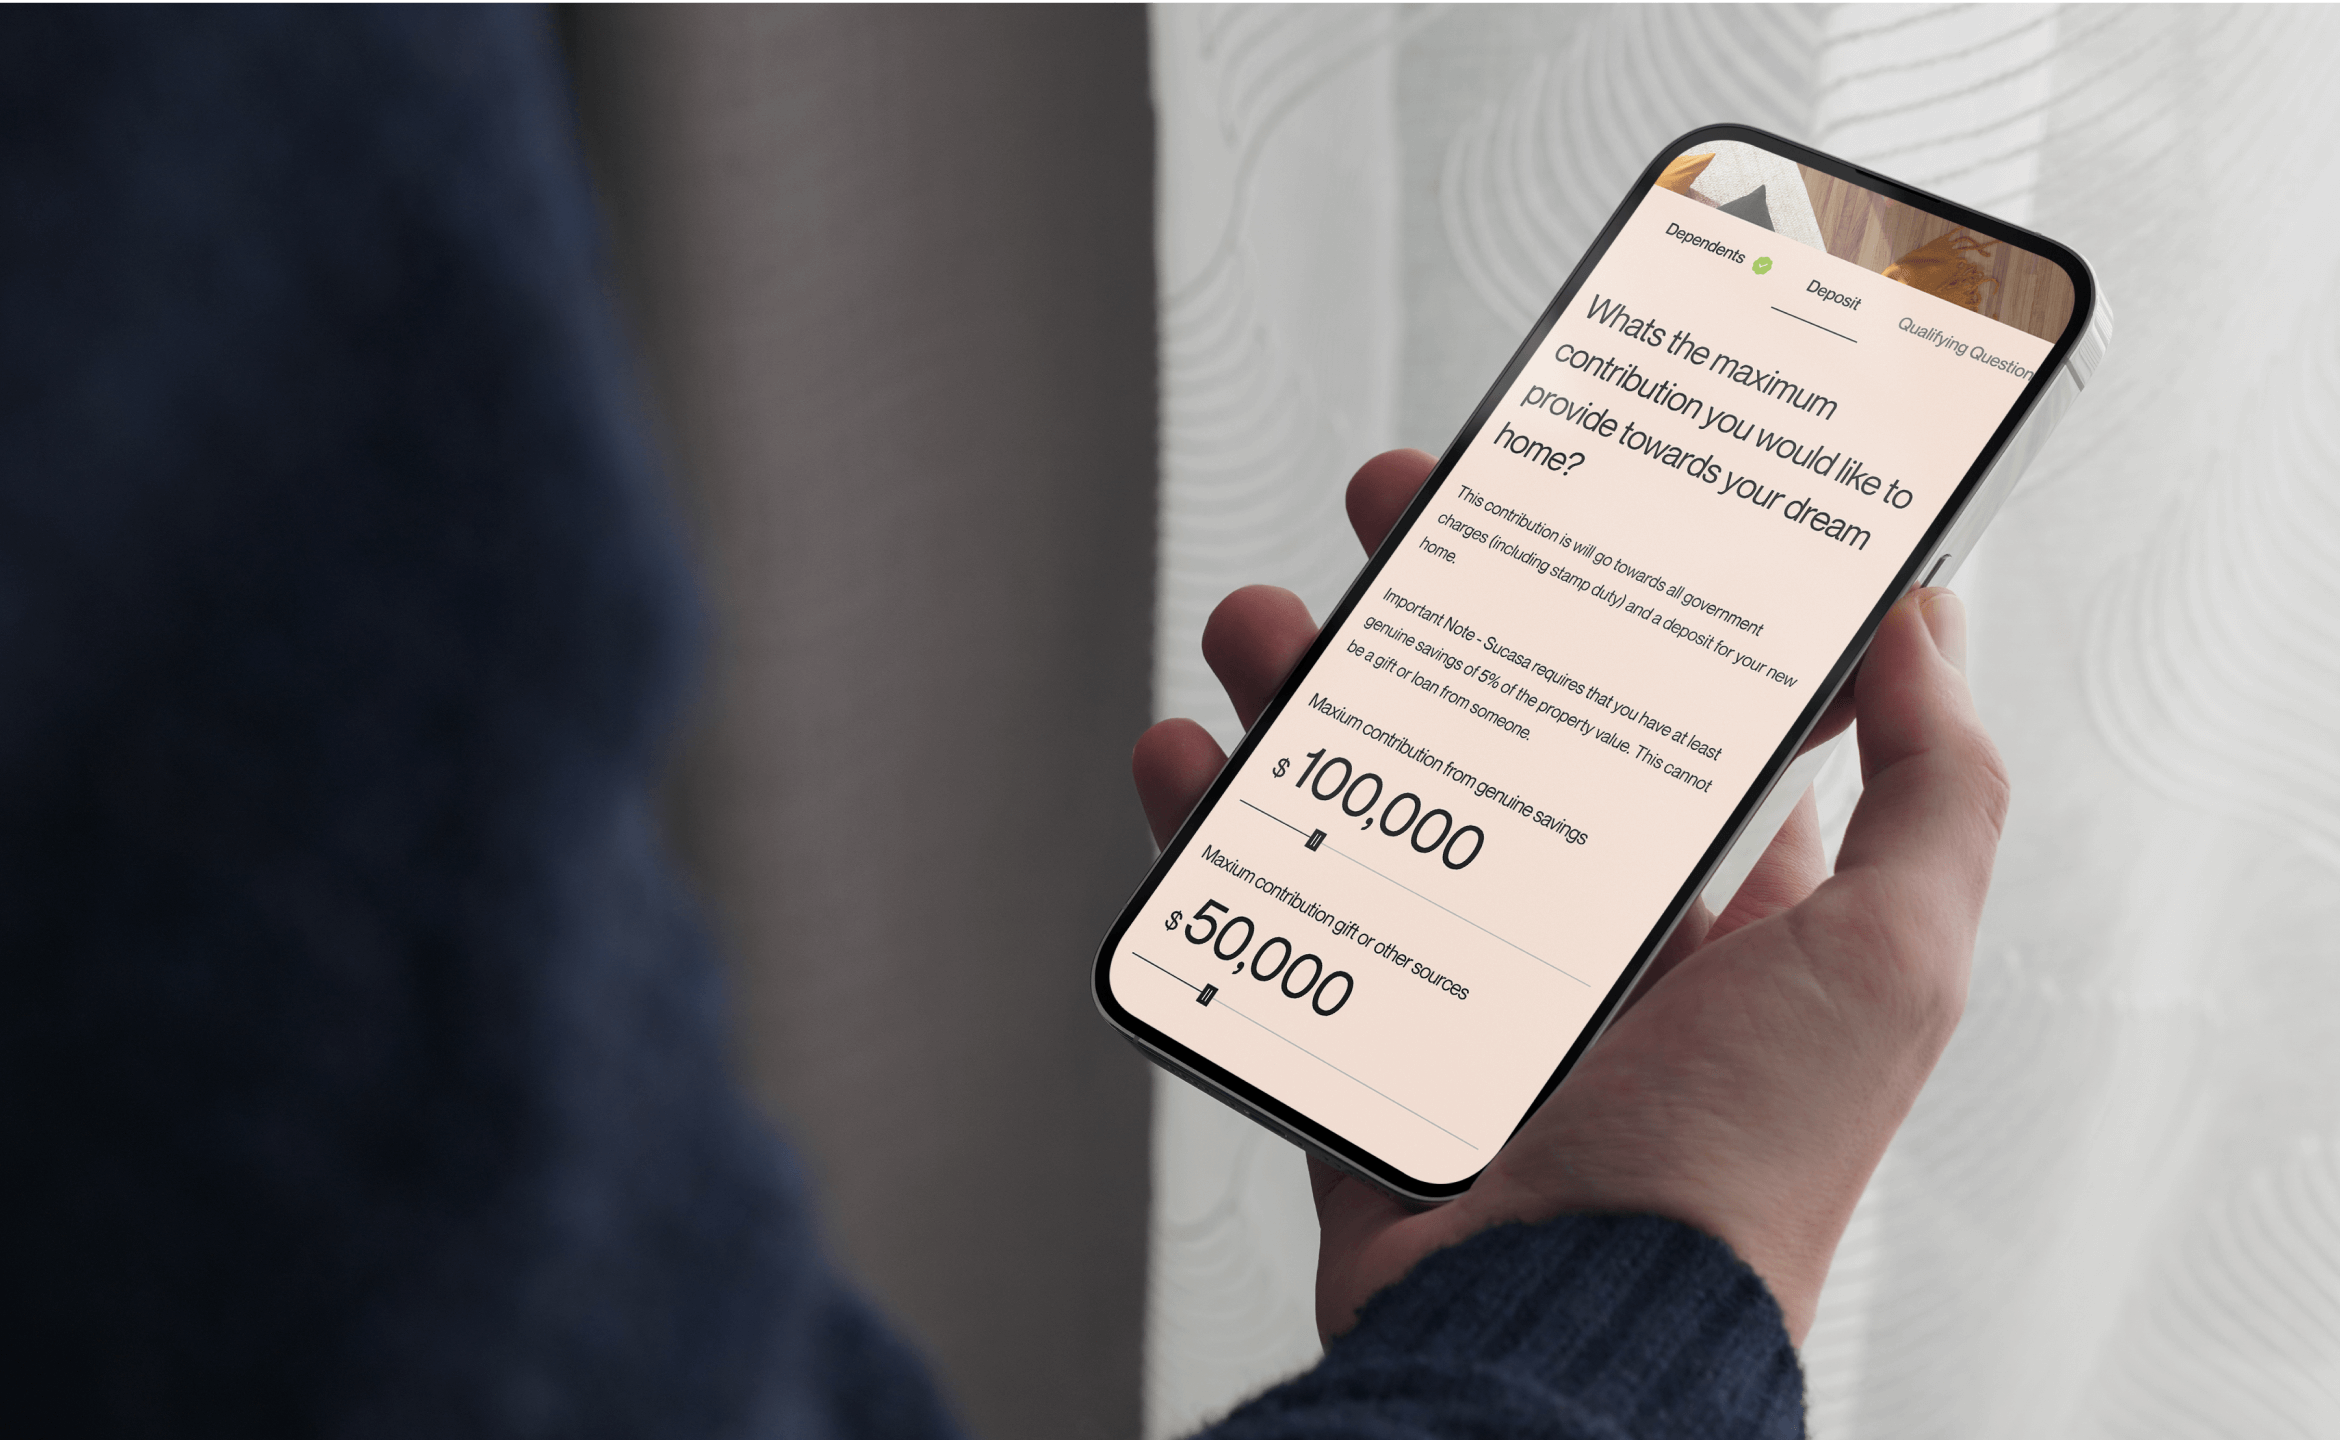 Dependents
Deposit
Qualifying Question
Whats the maximum
contribution you would like to
provide towards your dream
home?
This contribution is will go towards all government
charges (including stamp duty) and a deposit for your new
home.
Important Note - Sucasa requires that you have at least
genuine savings of 5% of the property value. This cannot
be a gift or loan from someone.
Maxium contribution from genuine savings
$ 100,000
Maxium contribution gift or other sources
$ 50,000